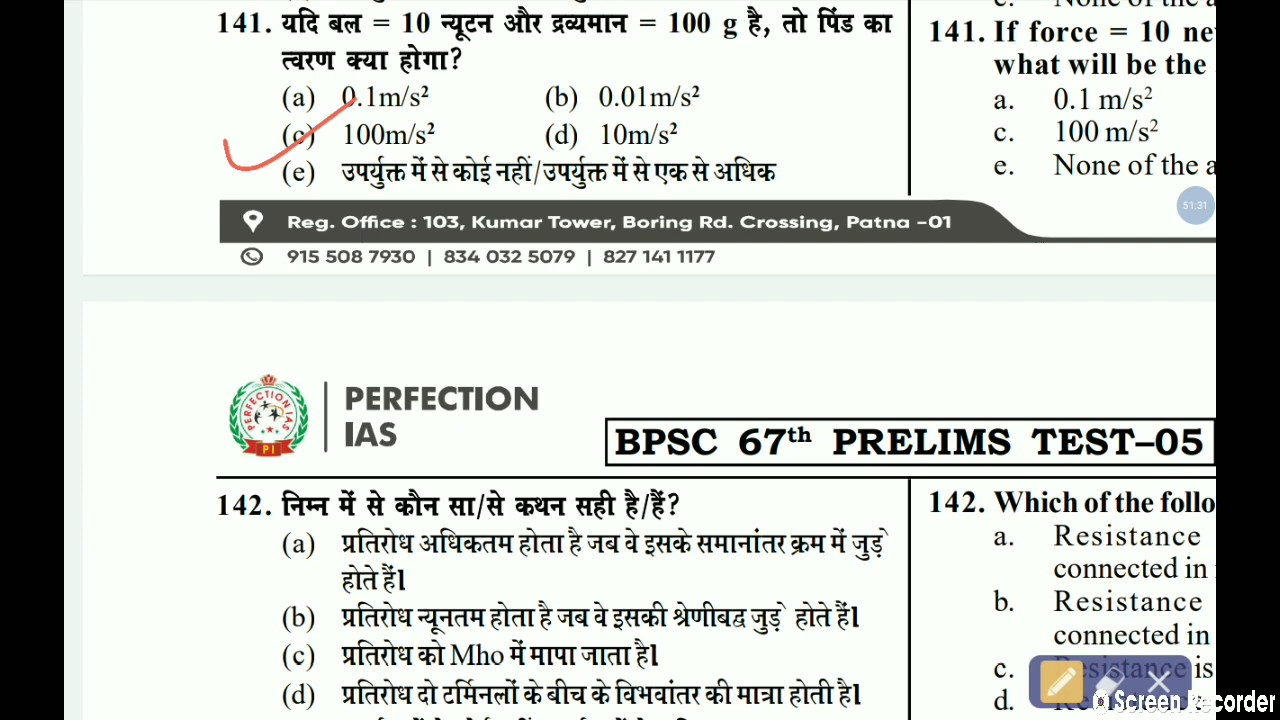 141. यदि बल = 10 न्यूटन और द्रव्यमान = 100 g है, तो पिंड का
त्वरण क्या होगा?
(a) 0.1m/s² (b) 0.01m/s²
(c) 100m/s² (d) 10m/s²
(e) उपर्युक्त में से कोई नहीं/उपर्युक्त में से एक से अधिक
141. If force = 10
what will be the
a. 0.1 m/s²
c. 100 m/s²
e. None of the
51:31
Reg. Office : 103, Kumar Tower, Boring Rd. Crossing, Patna –01
915 508 7930 | 834 032 5079 | 827 141 1177
PERFECTION IAS
PI
PERFECTION
IAS
BPSC 67th PRELIMS TEST–05
142. निम्न में से कौन सा/से कथन सही है/हैं?
(a) प्रतिरोध अधिकतम होता है जब वे इसके समानांतर क्रम में जुड़े
होते हैं।
(b) प्रतिरोध न्यूनतम होता है जब वे इसकी श्रेणीबद्व जुड़े होते हैं।
(c) प्रतिरोध को Mho में मापा जाता है।
(d) प्रतिरोध दो टर्मिनलों के बीच के विभवांतर की मात्रा होती है।
142. Which of the
a. Resistance
connected in
b. Resistance
connected in
c. Resistance is
d.
Screen Recorder